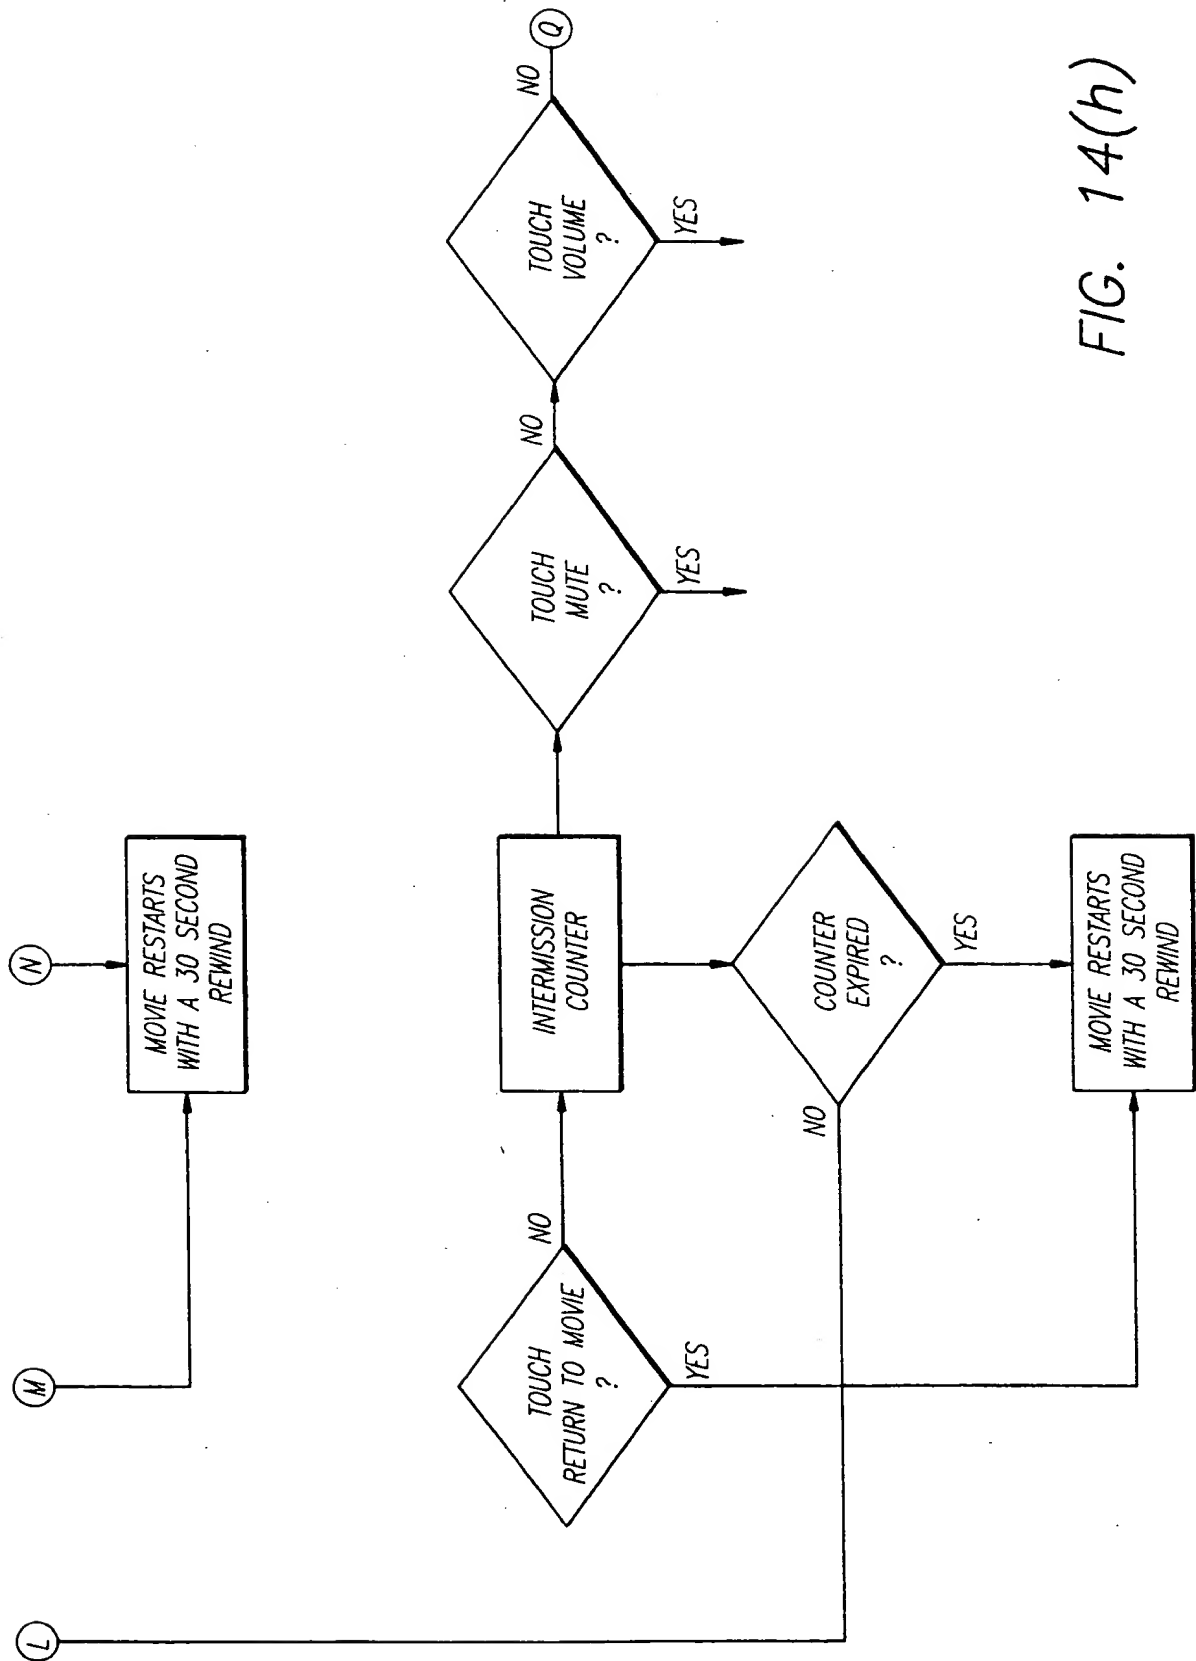 L
M
N
MOVIE RESTARTS
WITH A 30 SECOND
REWIND
TOUCH
RETURN TO MOVIE
?
NO
YES
INTERMISSION
COUNTER
TOUCH
MUTE
?
NO
YES
TOUCH
VOLUME
?
NO
YES
Q
COUNTER
EXPIRED
?
NO
YES
MOVIE RESTARTS
WITH A 30 SECOND
REWIND
FIG. 14(h)